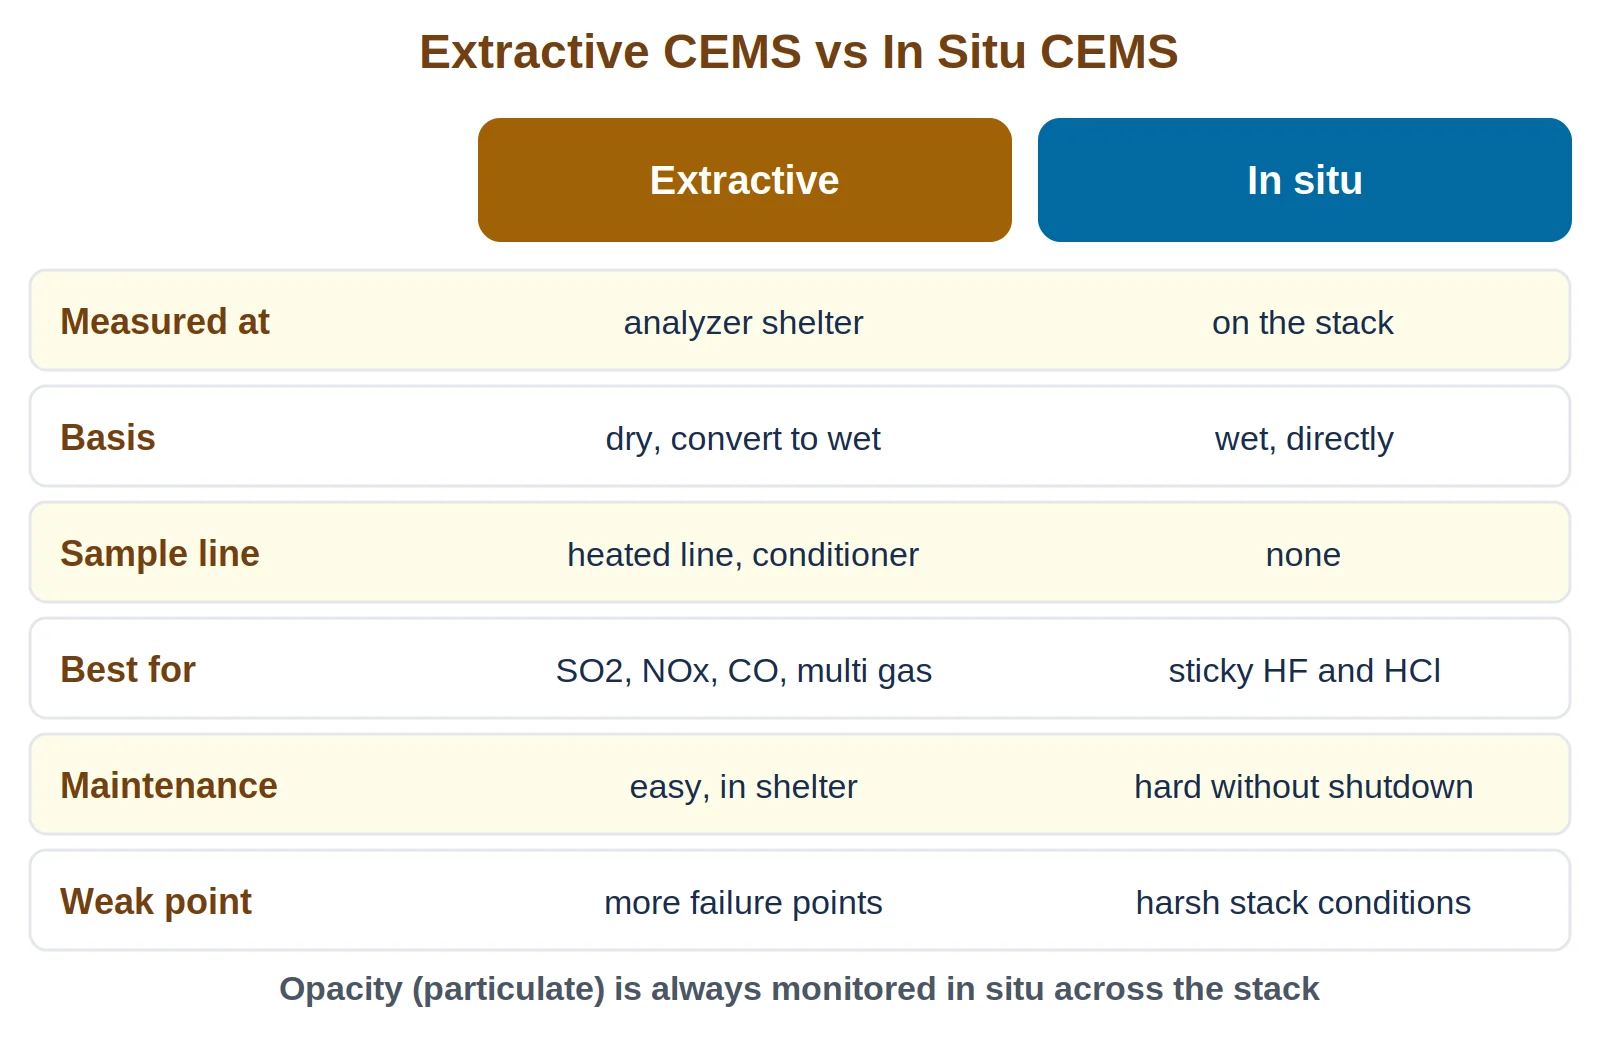 Extractive CEMS vs In Situ CEMS
Extractive In situ
Measured at analyzer shelter on the stack
Basis dry, convert to wet wet, directly
Sample line heated line, conditioner none
Best for SO2, NOx, CO, multi gas sticky HF and HCl
Maintenance easy, in shelter hard without shutdown
Weak point more failure points harsh stack conditions
Opacity (particulate) is always monitored in situ across the stack